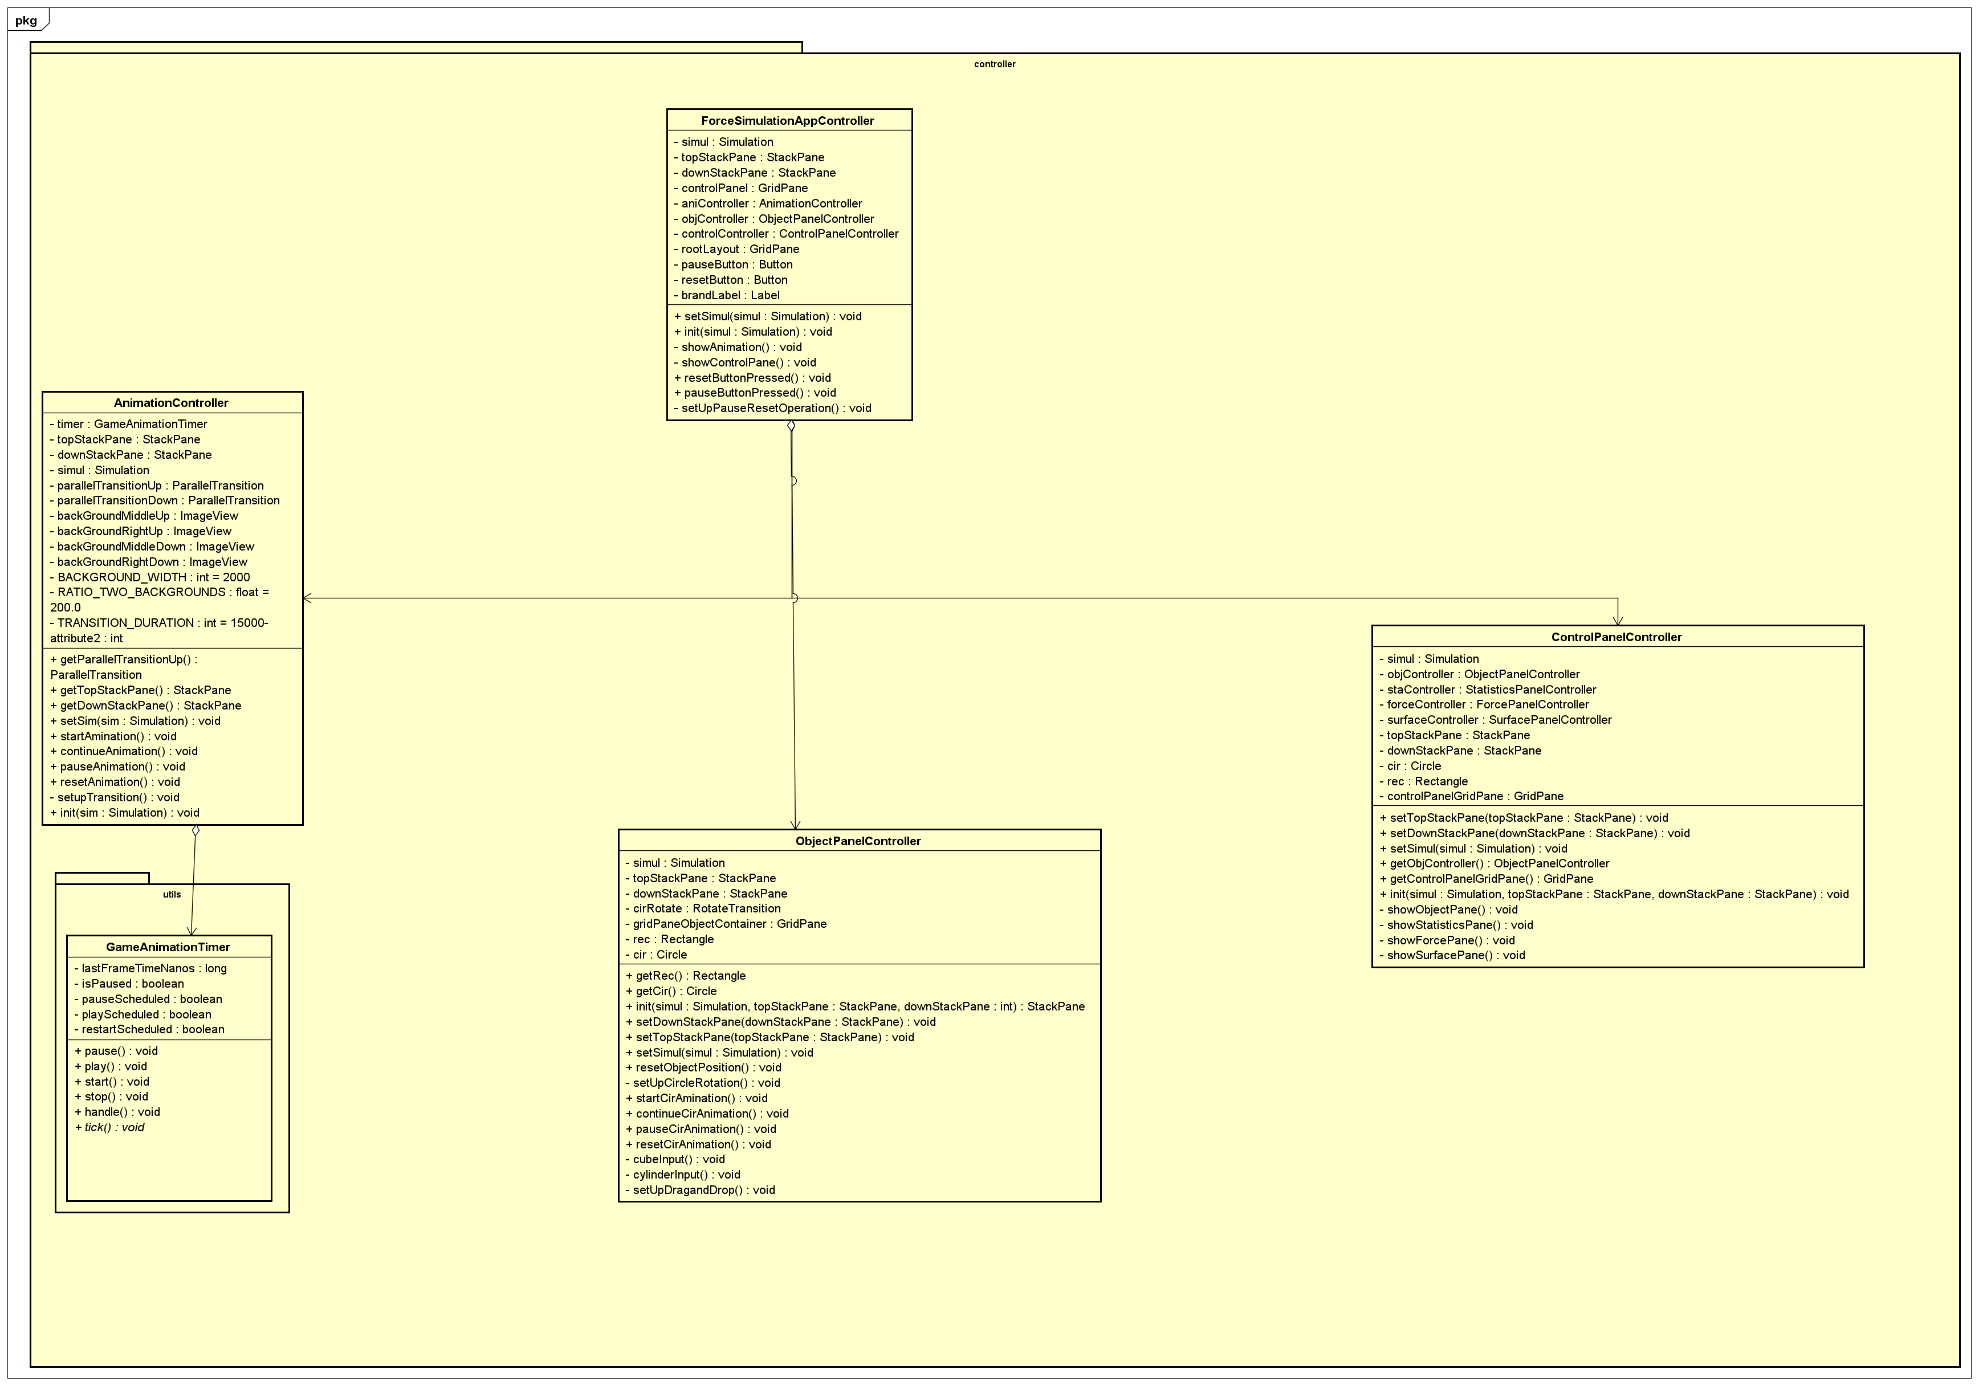 pkg
controller
ForceSimulationAppController
- simul : Simulation
- topStackPane : StackPane
- downStackPane : StackPane
- controlPanel : GridPane
- aniController : AnimationController
- objController : ObjectPanelController
- controlController : ControlPanelController
- rootLayout : GridPane
- pauseButton : Button
- resetButton : Button
- brandLabel : Label
+ setSimul(simul : Simulation) : void
+ init(simul : Simulation) : void
- showAnimation() : void
- showControlPane() : void
+ resetButtonPressed() : void
+ pauseButtonPressed() : void
- setUpPauseResetOperation() : void
AnimationController
- timer : GameAnimationTimer
- topStackPane : StackPane
- downStackPane : StackPane
- simul : Simulation
- parallelTransitionUp : ParallelTransition
- parallelTransitionDown : ParallelTransition
- backGroundMiddleUp : ImageView
- backGroundRightUp : ImageView
- backGroundMiddleDown : ImageView
- backGroundRightDown : ImageView
- BACKGROUND_WIDTH : int = 2000
- RATIO_TWO_BACKGROUNDS : float =
200.0
- TRANSITION_DURATION : int = 15000-
attribute2 : int
+ getParallelTransitionUp() :
ParallelTransition
+ getTopStackPane() : StackPane
+ getDownStackPane() : StackPane
+ setSim(sim : Simulation) : void
+ startAmination() : void
+ continueAnimation() : void
+ pauseAnimation() : void
+ resetAnimation() : void
- setupTransition() : void
+ init(sim : Simulation) : void
utils
GameAnimationTimer
- lastFrameTimeNanos : long
- isPaused : boolean
- pauseScheduled : boolean
- playScheduled : boolean
- restartScheduled : boolean
+ pause() : void
+ play() : void
+ start() : void
+ stop() : void
+ handle() : void
+ tick() : void
ObjectPanelController
- simul : Simulation
- topStackPane : StackPane
- downStackPane : StackPane
- cirRotate : RotateTransition
- gridPaneObjectContainer : GridPane
- rec : Rectangle
- cir : Circle
+ getRec() : Rectangle
+ getCir() : Circle
+ init(simul : Simulation, topStackPane : StackPane, downStackPane : int) : StackPane
+ setDownStackPane(downStackPane : StackPane) : void
+ setTopStackPane(topStackPane : StackPane) : void
+ setSimul(simul : Simulation) : void
+ resetObjectPosition() : void
- setUpCircleRotation() : void
+ startCirAmination() : void
+ continueCirAnimation() : void
+ pauseCirAnimation() : void
+ resetCirAnimation() : void
- cubeInput() : void
- cylinderInput() : void
- setUpDragandDrop() : void
ControlPanelController
- simul : Simulation
- objController : ObjectPanelController
- staController : StatisticsPanelController
- forceController : ForcePanelController
- surfaceController : SurfacePanelController
- topStackPane : StackPane
- downStackPane : StackPane
- cir : Circle
- rec : Rectangle
- controlPanelGridPane : GridPane
+ setTopStackPane(topStackPane : StackPane) : void
+ setDownStackPane(downStackPane : StackPane) : void
+ setSimul(simul : Simulation) : void
+ getObjController() : ObjectPanelController
+ getControlPanelGridPane() : GridPane
+ init(simul : Simulation, topStackPane : StackPane, downStackPane : StackPane) : void
- showObjectPane() : void
- showStatisticsPane() : void
- showForcePane() : void
- showSurfacePane() : void